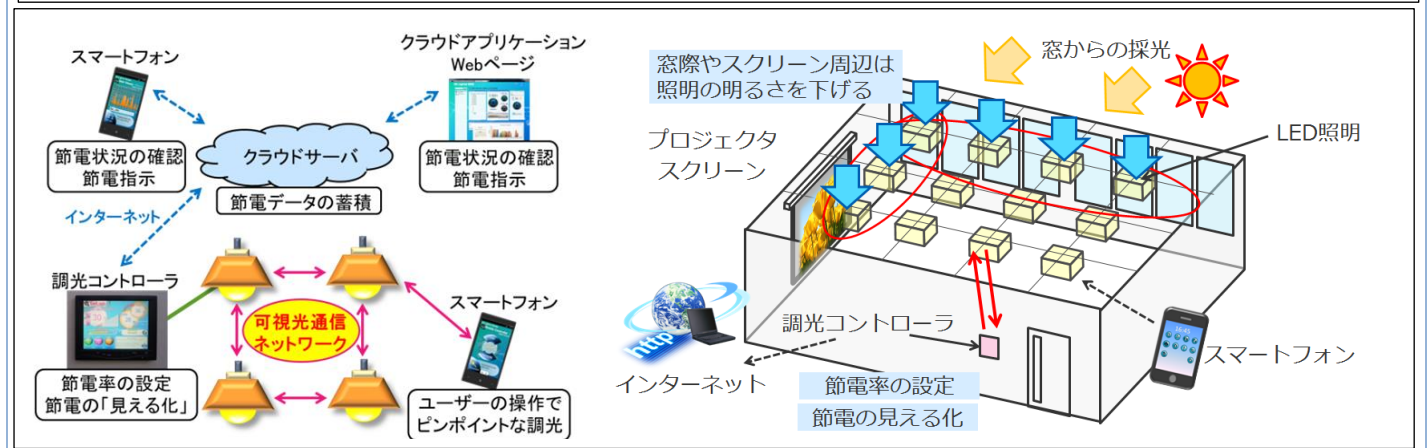 スマートフォン
クラウドアプリケーション
Webページ
節電状況の確認
節電指示
クラウドサーバ
節電状況の確認
節電指示
節電データの蓄積
インターネット
調光コントローラ
可視光通信
ネットワーク
スマートフォン
節電率の設定
節電の「見える化」
ユーザーの操作で
ピンポイントな調光
窓際やスクリーン周辺は
照明の明るさを下げる
窓からの採光
プロジェクタ
スクリーン
LED照明
http
調光コントローラ
インターネット
節電率の設定
節電の見える化
16:45
スマートフォン